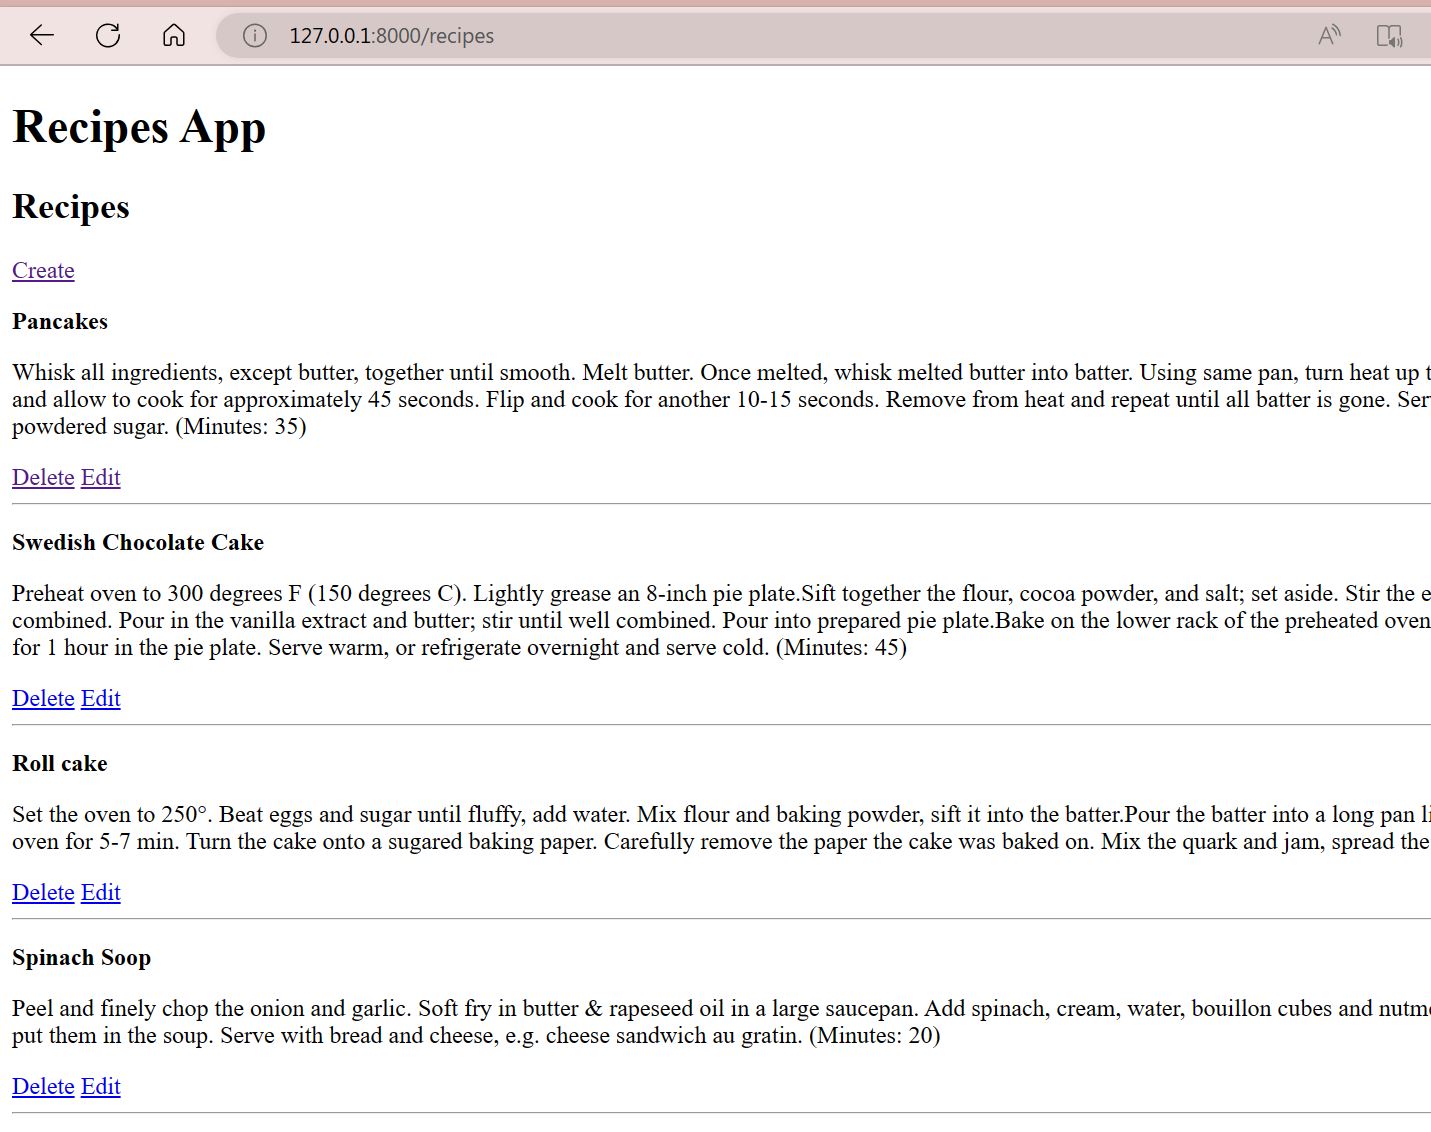 127.0.0.1:8000/recipes
Recipes App
Recipes
Create
Pancakes
Whisk all ingredients, except butter, together until smooth. Melt butter. Once melted, whisk melted butter into batter. Using same pan, turn heat up
and allow to cook for approximately 45 seconds. Flip and cook for another 10-15 seconds. Remove from heat and repeat until all batter is gone.
powdered sugar. (Minutes: 35)
Delete Edit
Swedish Chocolate Cake
Preheat oven to 300 degrees F (150 degrees C). Lightly grease an 8-inch pie plate.Sift together the flour, cocoa powder, and salt; set aside. Stir the
combined. Pour in the vanilla extract and butter; stir until well combined. Pour into prepared pie plate.Bake on the lower rack of the preheated oven
for 1 hour in the pie plate. Serve warm, or refrigerate overnight and serve cold. (Minutes: 45)
Delete Edit
Roll cake
Set the oven to 250°. Beat eggs and sugar until fluffy, add water. Mix flour and baking powder, sift it into the batter.Pour the batter into a long pan
oven for 5-7 min. Turn the cake onto a sugared baking paper. Carefully remove the paper the cake was baked on. Mix the quark and jam, spread the
Delete Edit
Spinach Soop
Peel and finely chop the onion and garlic. Soft fry in butter & rapeseed oil in a large saucepan. Add spinach, cream, water, bouillon cubes and
put them in the soup. Serve with bread and cheese, e.g. cheese sandwich au gratin. (Minutes: 20)
Delete Edit